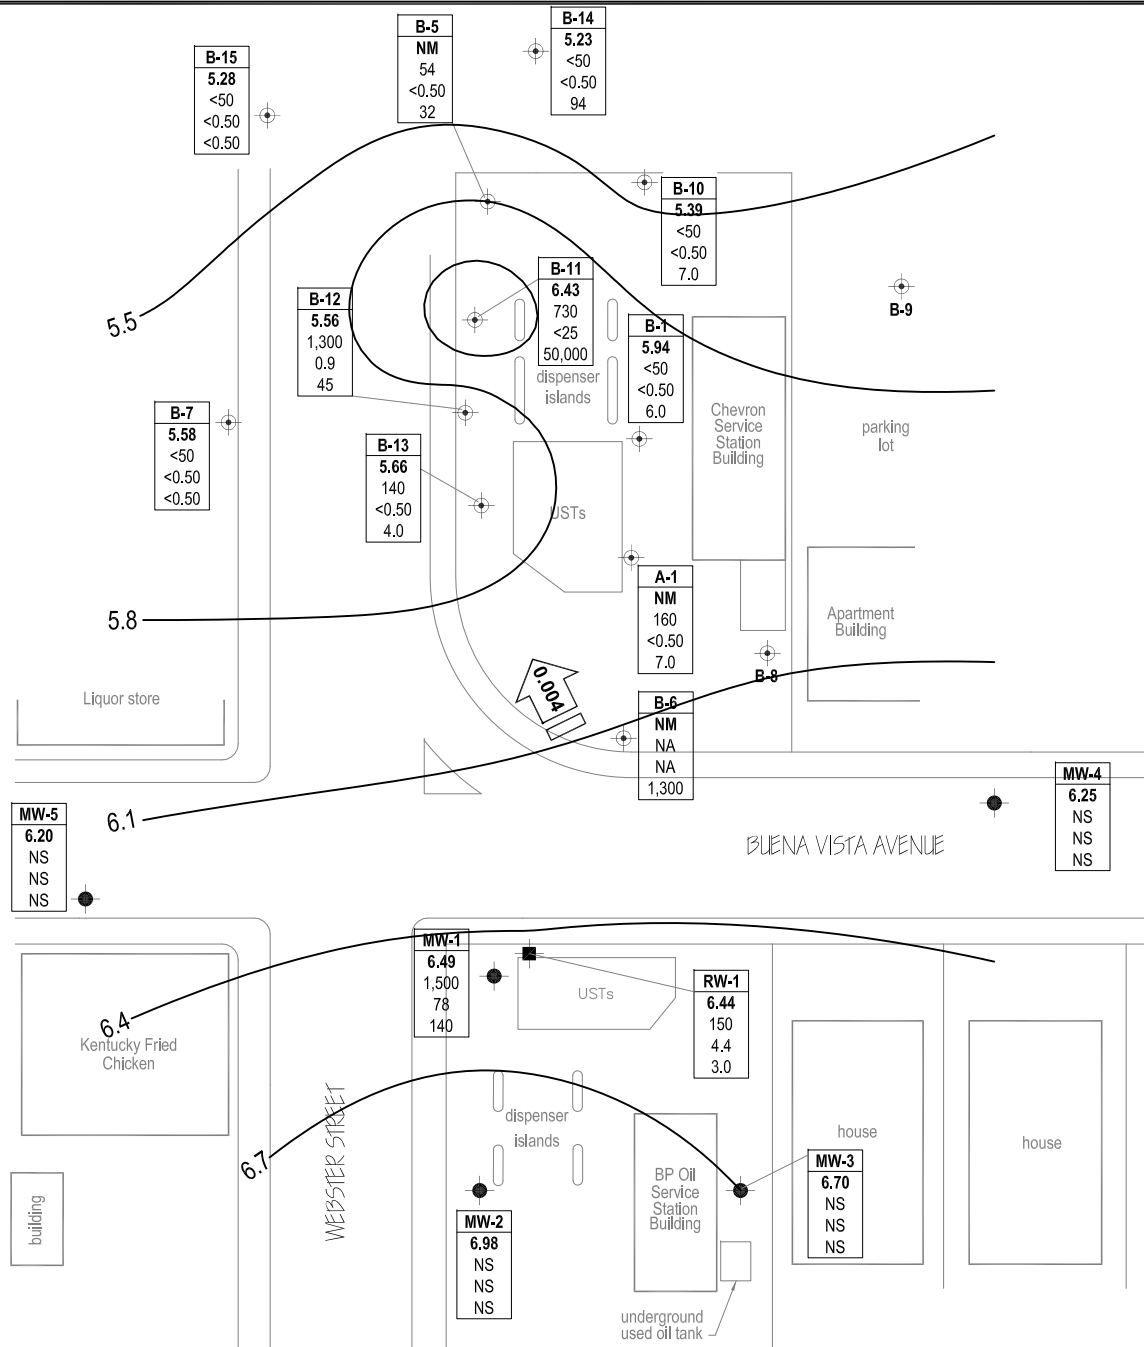 B-14
5.23
<50
<0.50
94
B-5
NM
54
<0.50
32
B-15
5.28
<50
<0.50
<0.50
B-10
5.39
<50
<0.50
7.0
B-11
6.43
730
<25
50,000
B-12
5.56
1,300
0.9
45
B-9
5.5
B-1
5.94
<50
<0.50
6.0
dispenser
islands
Chevron
Service
Station
Building
parking
lot
B-7
5.58
<50
<0.50
<0.50
B-13
5.66
140
<0.50
4.0
USTs
A-1
NM
160
<0.50
7.0
5.8
Apartment
Building
B-8
Liquor store
0.004
B-6
NM
NA
NA
1,300
6.1
MW-4
6.25
NS
NS
NS
MW-5
6.20
NS
NS
NS
BUENA VISTA AVENUE
MW-1
6.49
1,500
78
140
USTs
RW-1
6.44
150
4.4
3.0
6.4
Kentucky Fried
Chicken
dispenser
islands
WEBSTER STREET
6.7
house
house
MW-3
6.70
NS
NS
NS
BP Oil
Service
Station
Building
building
MW-2
6.98
NS
NS
NS
underground
used oil tank